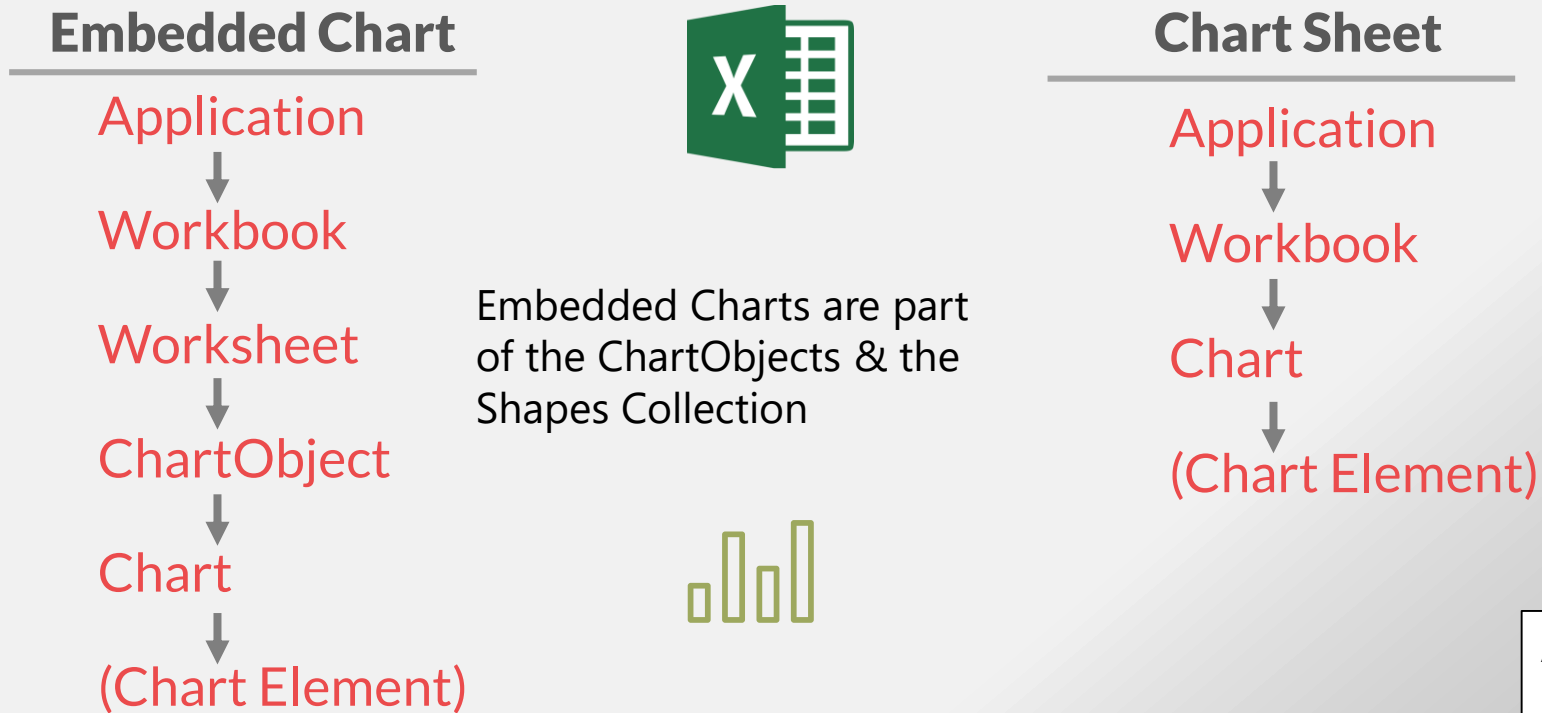 Embedded Chart
Application
Workbook
Worksheet
ChartObject
Chart
(Chart Element)
X
Embedded Charts are part
of the ChartObjects & the
Shapes Collection
Chart Sheet
Application
Workbook
Chart
(Chart Element)